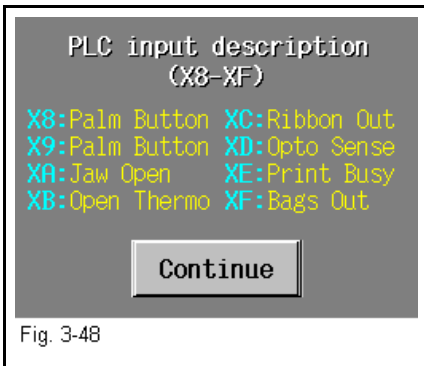 PLC input description
(X8-XF)
X8:Palm Button XC:Ribbon Out
X9:Palm Button XD:Opto Sense
XA:Jaw Open XE:Print Busy
XB:Open Thermo XF:Bags Out
Continue
Fig. 3-48